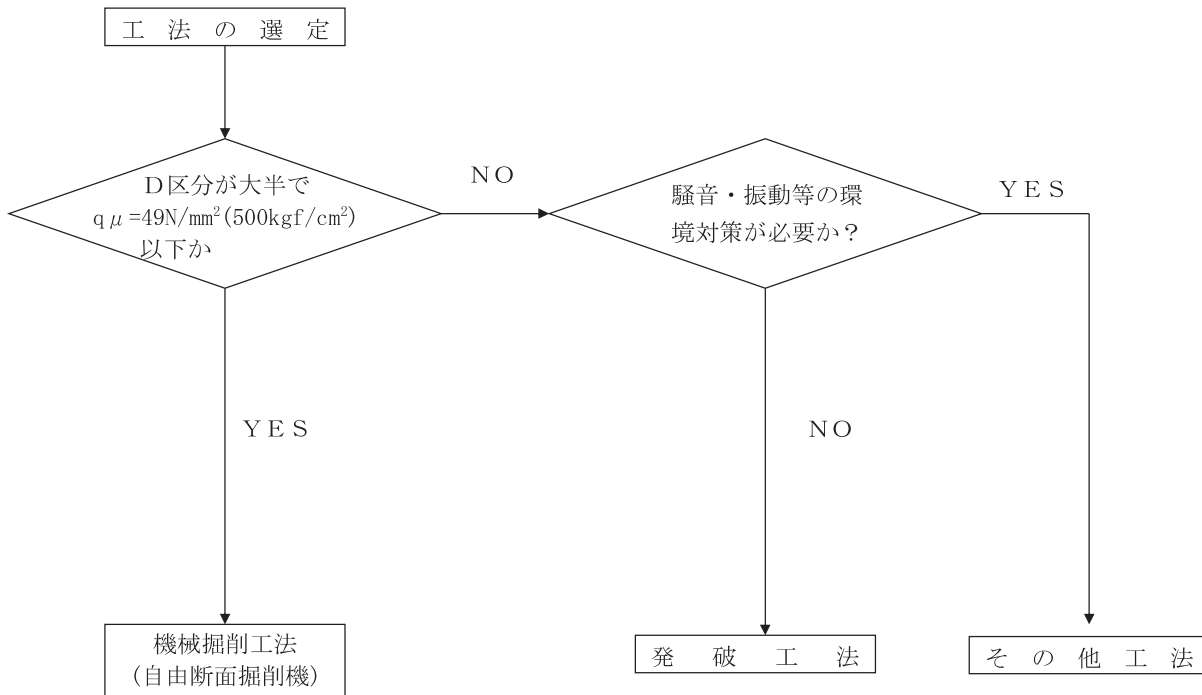 工法の選定
D区分が大半で
qμ=49N/mm²(500kgf/cm²)
以下か
NO
騒音・振動等の環
境対策が必要か?
YES
YES
NO
機械掘削工法
(自由断面掘削機)
発破工法
その他工法